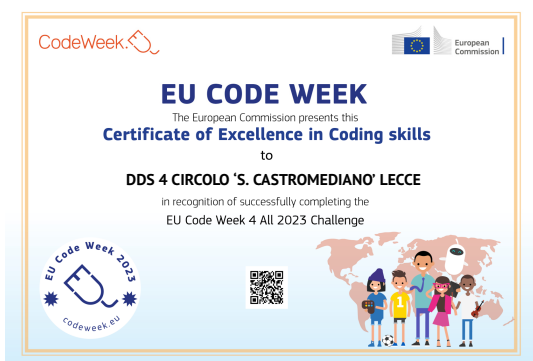 CodeWeek.
European
Commission
EU CODE WEEK
The European Commission presents this
Certificate of Excellence in Coding skills
to
DDS 4 CIRCOLO ‘S. CASTROMEDIANO’ LECCE
in recognition of successfully completing the
EU Code Week 4 All 2023 Challenge
EU Code Week 2023
codeweek.eu
1